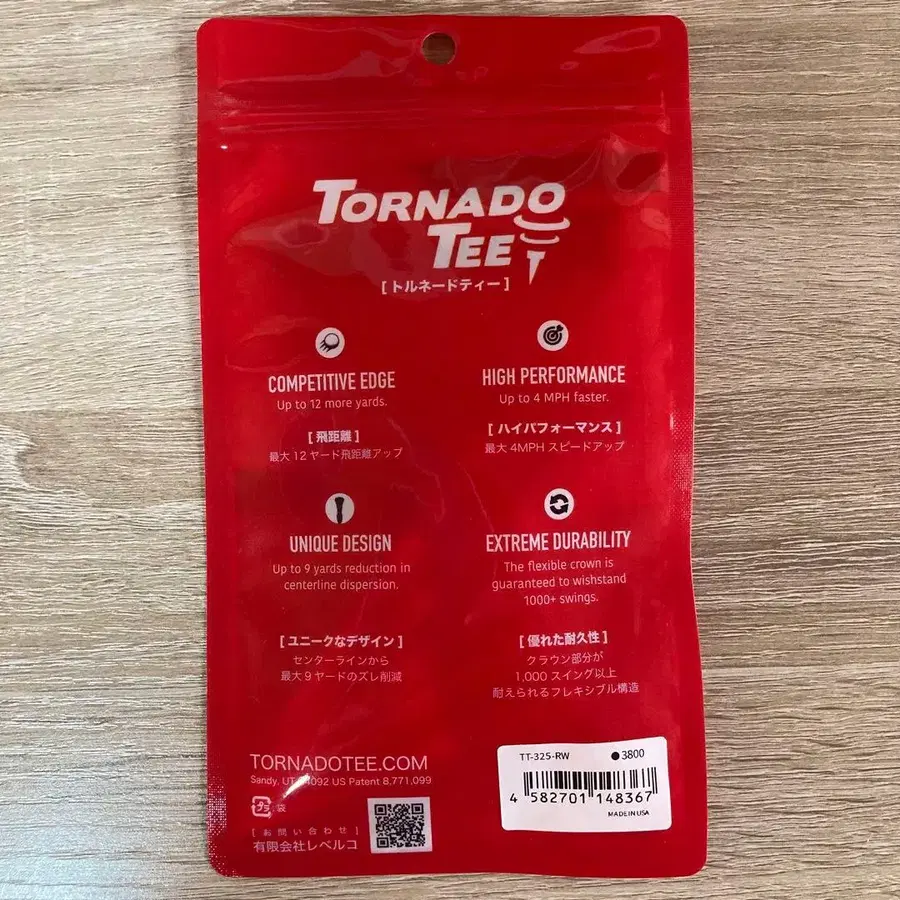 TORNADO
TEE
[ トルネードティー ]
COMPETITIVE EDGE
Up to 12 more yards.
[ 飛距離 ]
最大 12 ヤード飛距離アップ
HIGH PERFORMANCE
Up to 4 MPH faster.
[ ハイパフォーマンス ]
最大 4MPH スピードアップ
UNIQUE DESIGN
Up to 9 yards reduction in
centerline dispersion.
[ ユニークなデザイン ]
センターラインから
最大 9 ヤードのズレ削減
EXTREME DURABILITY
The flexible crown is
guaranteed to wishstand
1000+ swings.
[ 優れた耐久性 ]
クラウン部分が
1,000 スイング以上
耐えられるフレキシブル構造
TORNADOTEE.COM
Sandy, UT 84092 US Patent 8,771,099
プラ 袋
[ お問い合わせ ]
有限会社レベルコ
TT-325-RW ●3800
4 582701 148367
MADE IN USA